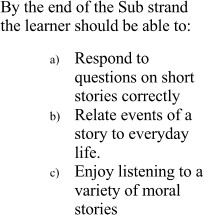 By the end of the Sub strand
the learner should be able to:
a) Respond to
questions on short
stories correctly
b) Relate events of a
story to everyday
life.
c) Enjoy listening to a
variety of moral
stories